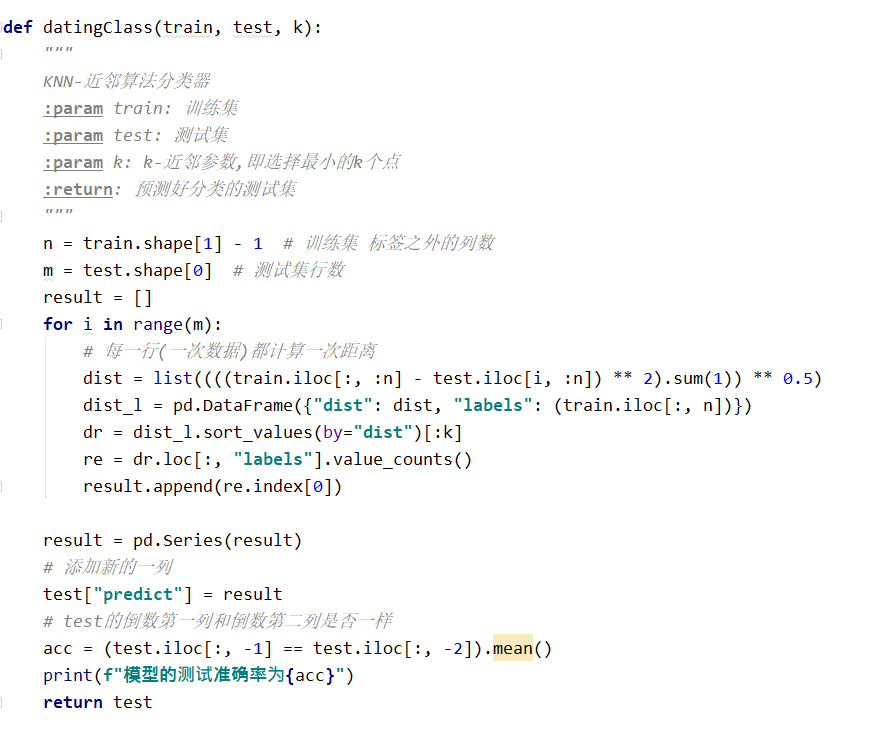 def datingClass(train, test, k):
    """
    KNN-近邻算法分类器
    :param train: 训练集
    :param test: 测试集
    :param k: k-近邻参数,即选择最小的k个点
    :return: 预测好分类的测试集
    """
    n = train.shape[1] - 1  # 训练集 标签之外的列数
    m = test.shape[0]  # 测试集行数
    result = []
    for i in range(m):
        # 每一行(一次数据)都计算一次距离
        dist = list((((train.iloc[:, :n] - test.iloc[i, :n]) ** 2).sum(1)) ** 0.5)
        dist_l = pd.DataFrame({"dist": dist, "labels": (train.iloc[:, n])})
        dr = dist_l.sort_values(by="dist")[:k]
        re = dr.loc[:, "labels"].value_counts()
        result.append(re.index[0])

    result = pd.Series(result)
    # 添加新的一列
    test["predict"] = result
    # test的倒数第一列和倒数第二列是否一样
    acc = (test.iloc[:, -1] == test.iloc[:, -2]).mean()
    print(f"模型的测试准确率为{acc}")
    return test